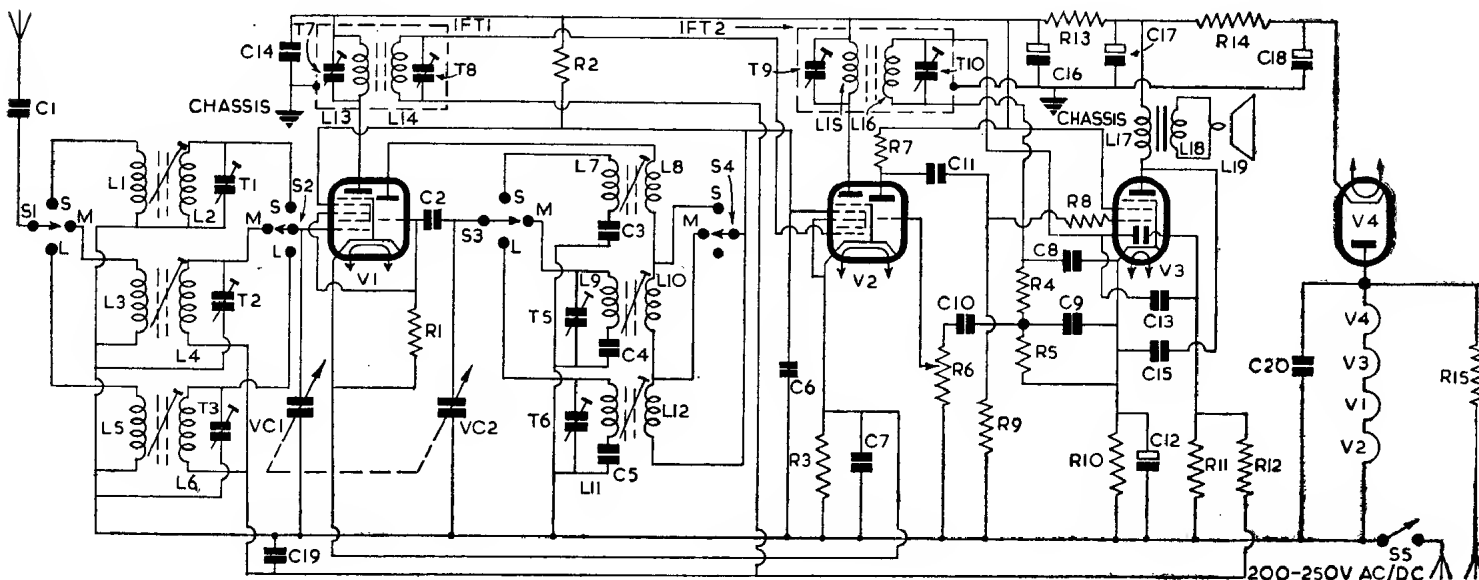 T7 IFT1 IFT2 R13 C17 R14
C14 T8 R2 T9 T10 C16 C18
C1 CHASSIS L13 L14 L15 L16 CHASSIS L17 L18 L19
R7 C11
L1 S T1 S2 S L7 L8 S4 S R8 V4
L2 C2 S M C3 M
S1 M M S3 C8 V3
L L V1 L L9 L10 V2 R4
L3 T2 T5 C10 C9 C13 V4
L4 R1 C4 R5 C15 C20 V3 R15
C6 R6
L5 T3 VC1 VC2 T6 L12 R9 V1
R3 C7 R10 C12 R11 R12 V2
L6 L11 C5
C19 S5
200-250V AC/DC